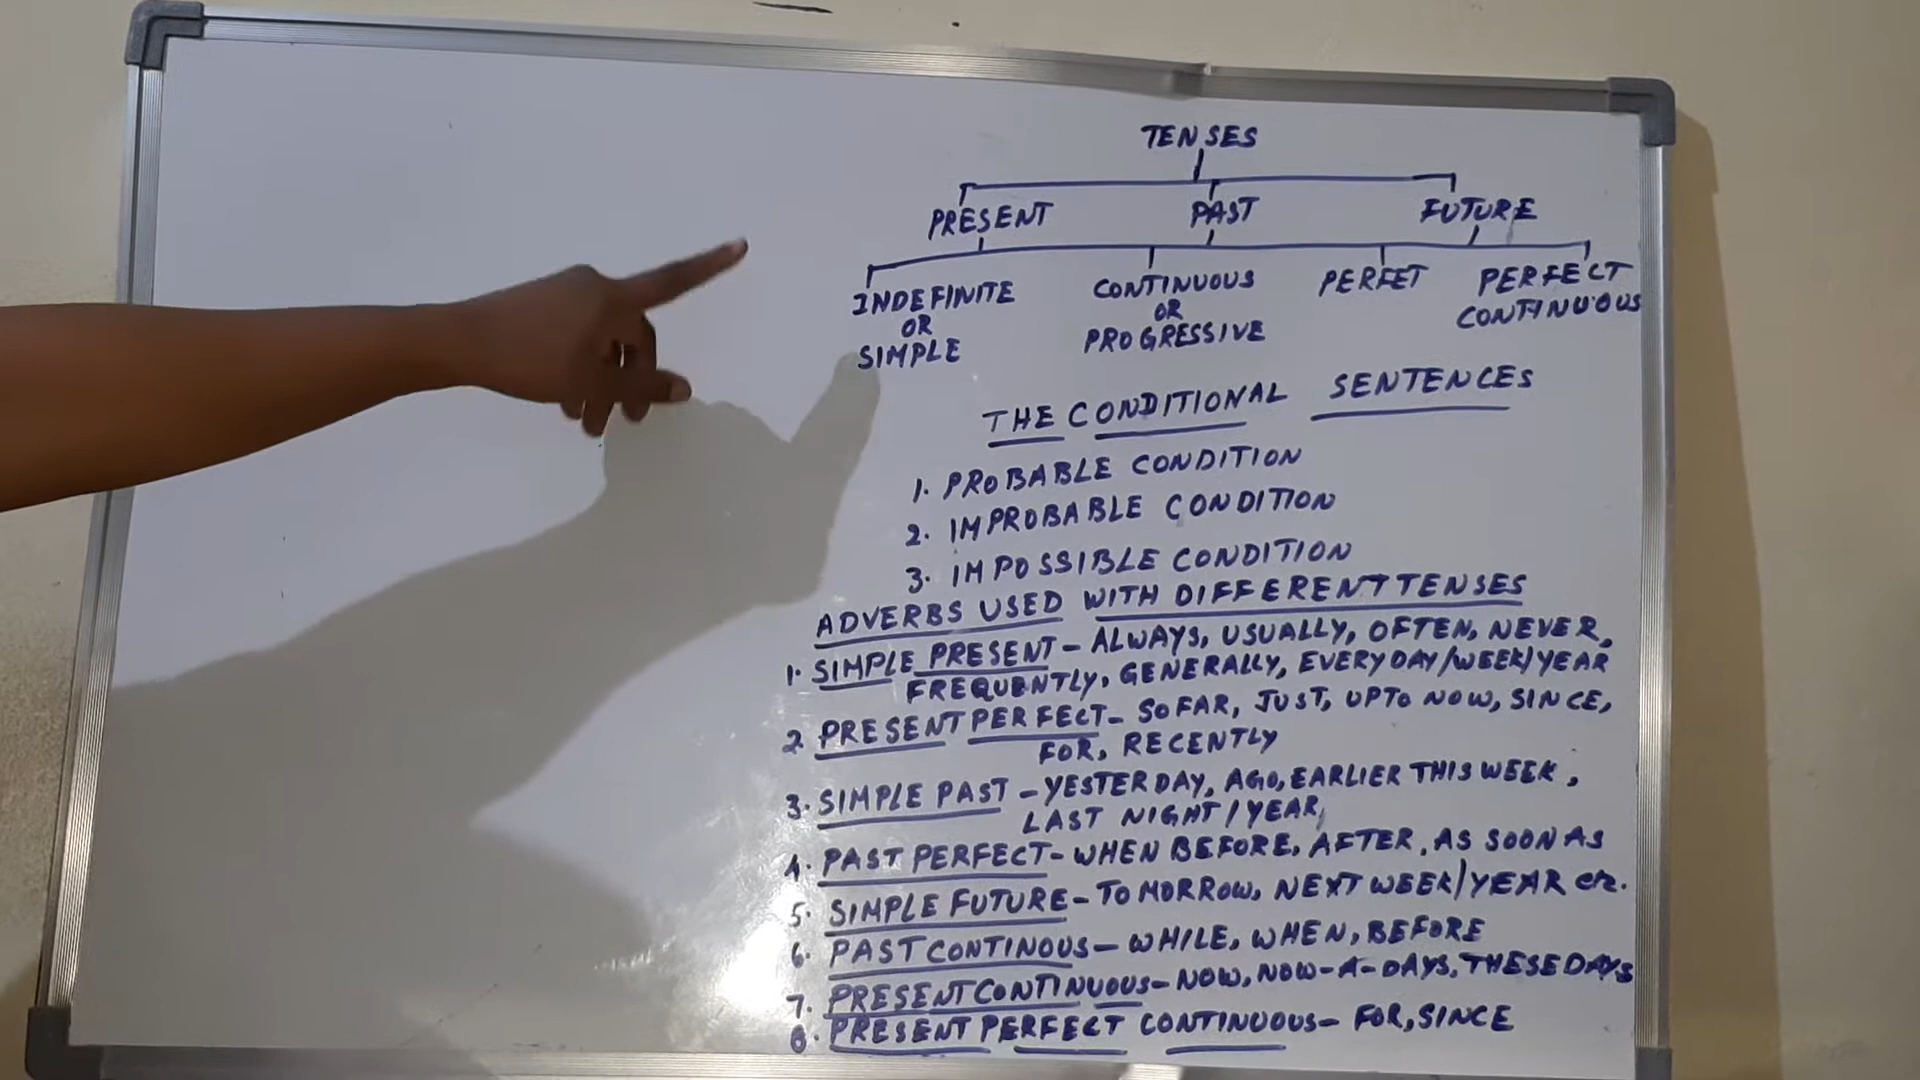 TENSES
PRESENT PAST FUTURE
INDEFINITE OR SIMPLE
CONTINUOUS OR PROGRESSIVE
PERFET
PERFECT CONTINUOUS
THE CONDITIONAL SENTENCES
1. PROBABLE CONDITION
2. IMPROBABLE CONDITION
3. IMPOSSIBLE CONDITION
ADVERBS USED WITH DIFFERENT TENSES
1. SIMPLE PRESENT - ALWAYS, USUALLY, OFTEN, NEVER,
FREQUENTLY, GENERALLY, EVERYDAY/WEEK/YEAR
2. PRESENT PERFECT - SO FAR, JUST, UPTO NOW, SINCE,
FOR, RECENTLY
3. SIMPLE PAST - YESTERDAY, AGO, EARLIER THIS WEEK,
LAST NIGHT/YEAR,
4. PAST PERFECT - WHEN BEFORE, AFTER, AS SOON AS
5. SIMPLE FUTURE - TOMORROW, NEXT WEEK/YEAR etc.
6. PAST CONTINOUS - WHILE, WHEN, BEFORE
7. PRESENT CONTINUOUS - NOW, NOW-A-DAYS, THESE DAYS
8. PRESENT PERFECT CONTINUOUS - FOR, SINCE